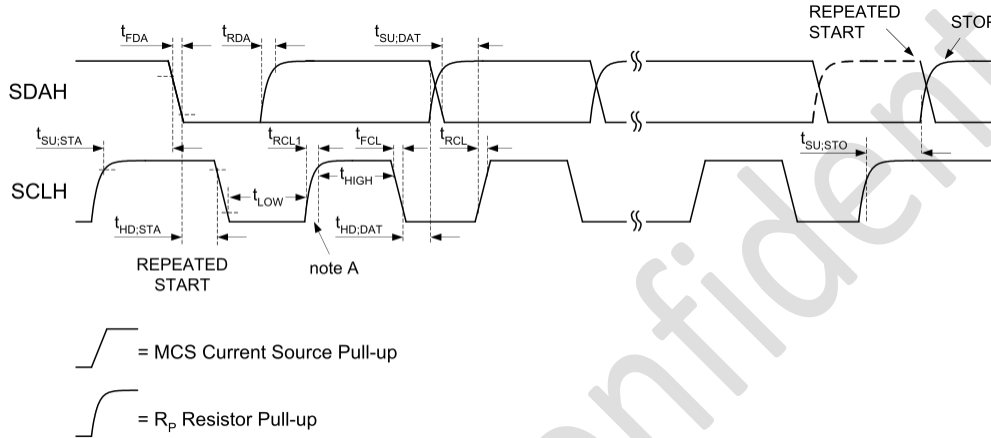 REPEATED
START
STOP
tFDA
tRDA
tSU;DAT
SDAH
tSU;STA
tRCL1
tFCL
tRCL
tSU;STO
SCLH
tHIGH
tLOW
tHD;STA
tHD;DAT
REPEATED
START
note A
= MCS Current Source Pull-up
= RP Resistor Pull-up
onfident